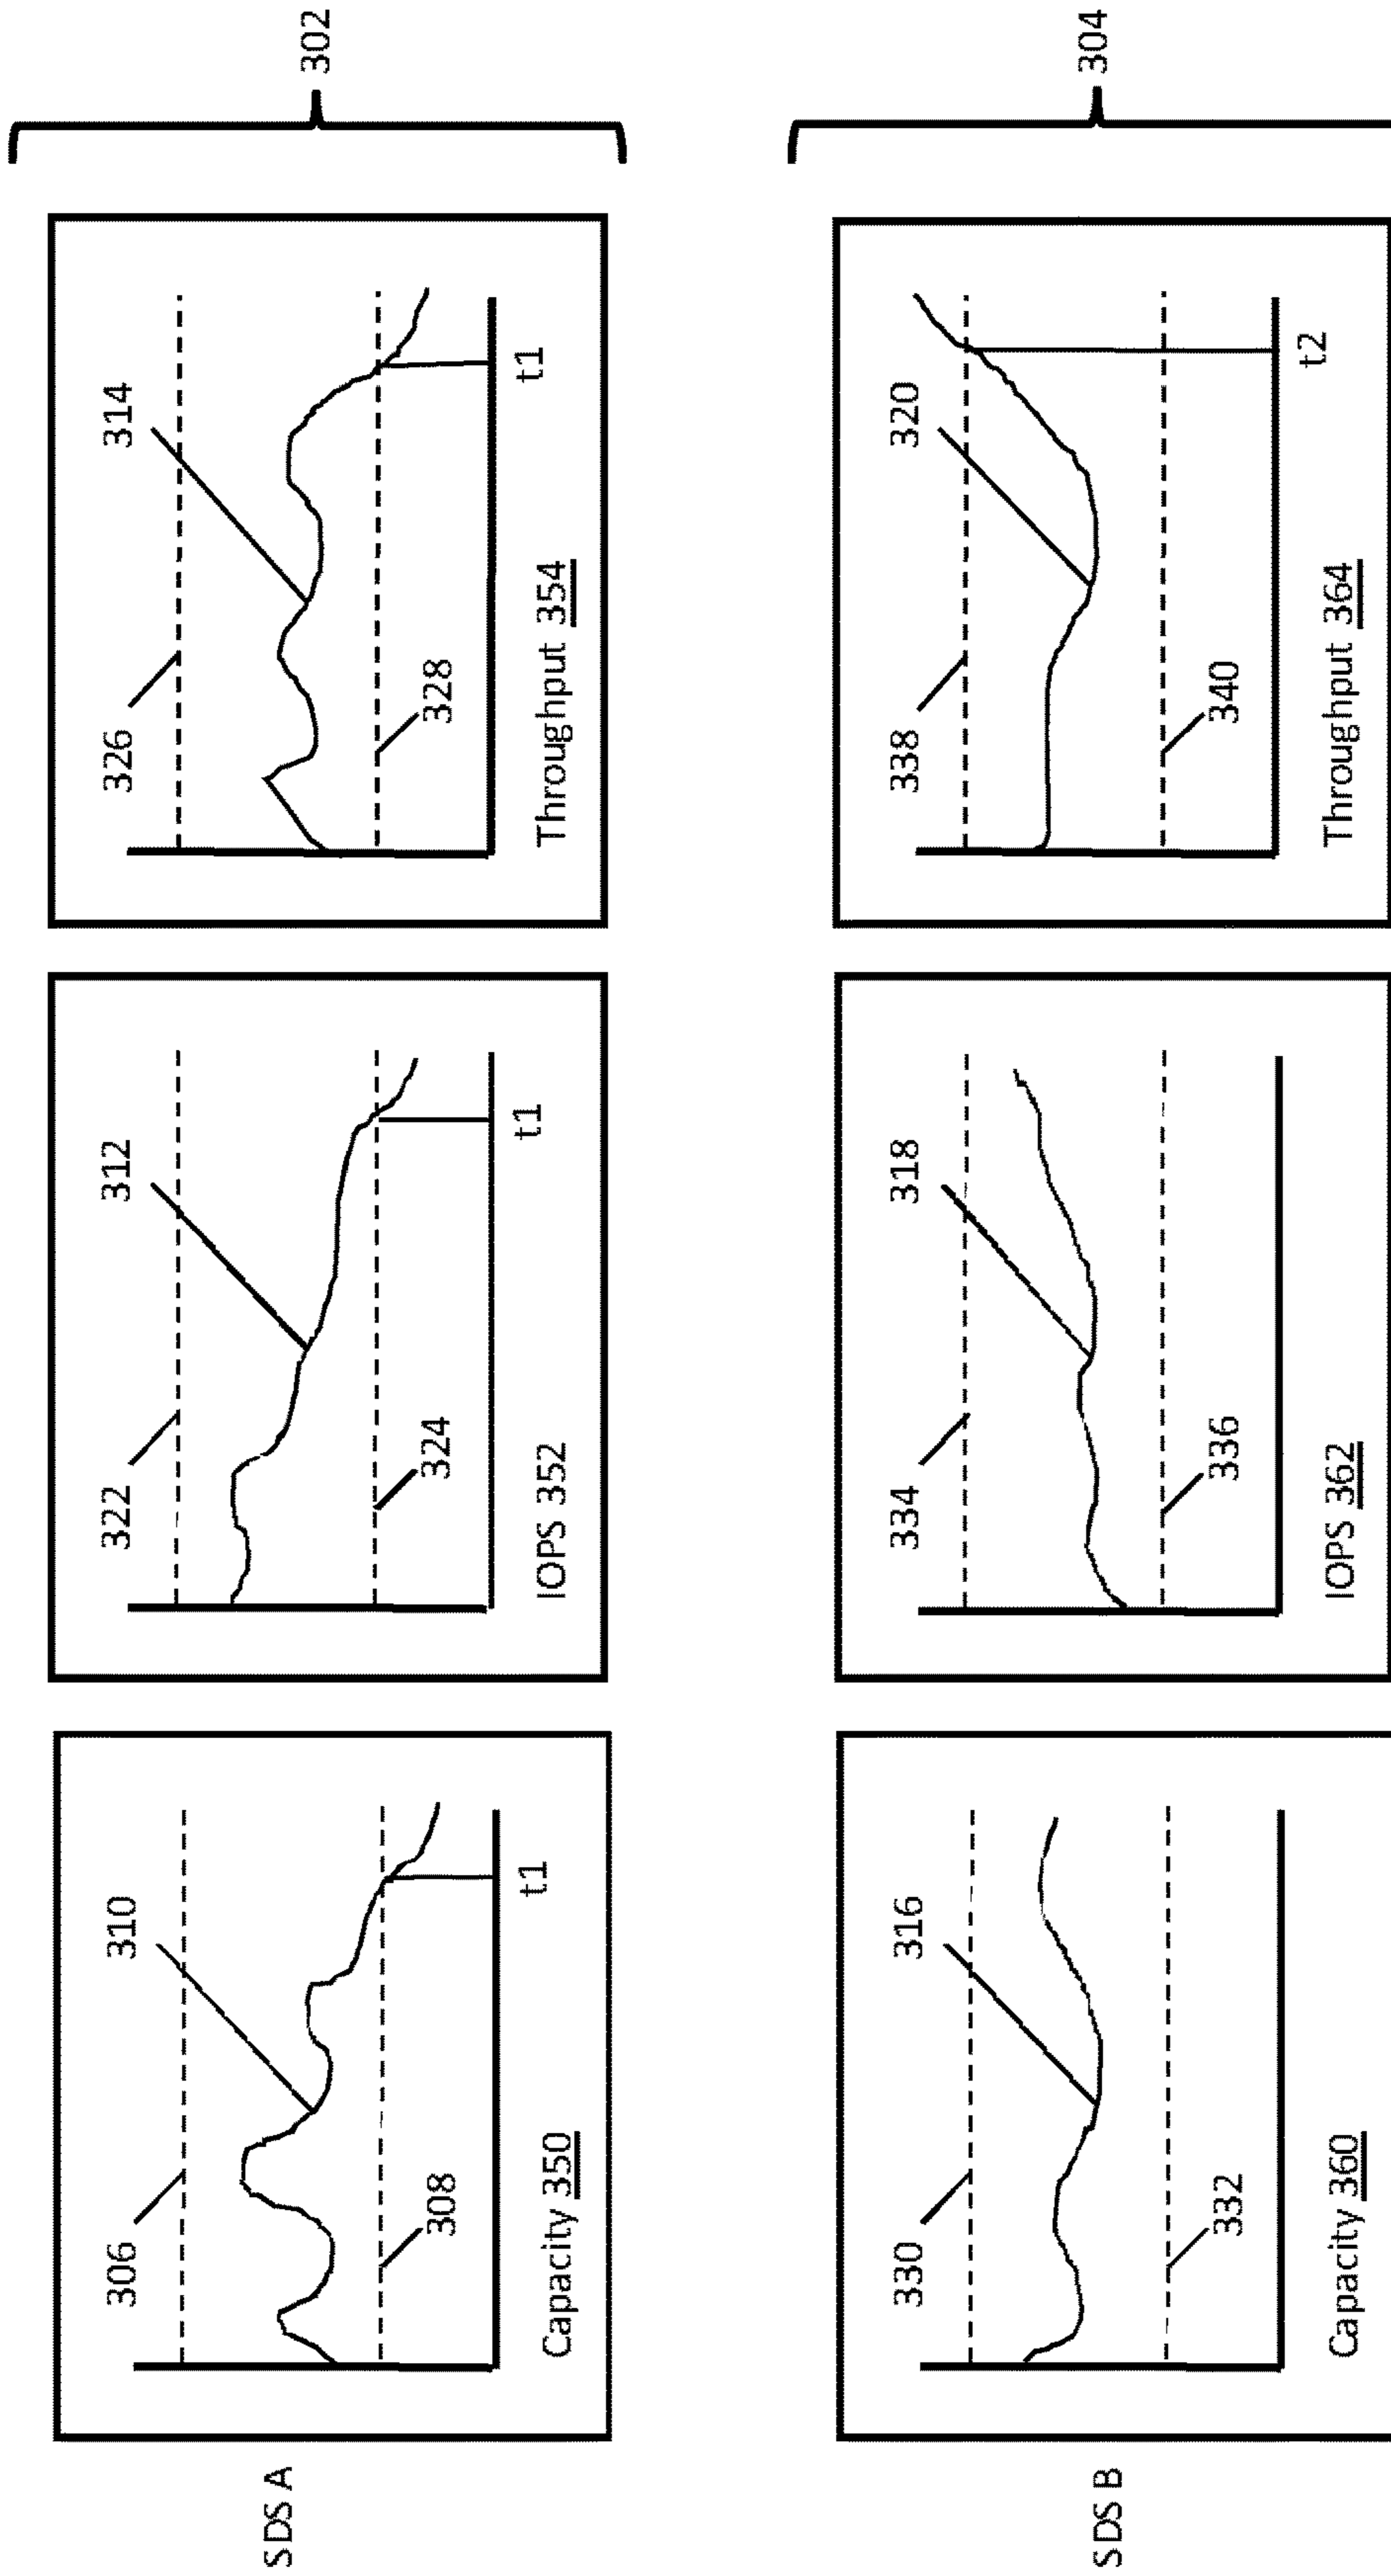 SDS A
306
310
308
t1
Capacity 350
322
312
324
t1
IOPS 352
326
314
328
t1
Throughput 354
302
SDS B
330
316
332
Capacity 360
334
318
336
IOPS 362
338
320
340
t2
Throughput 364
304